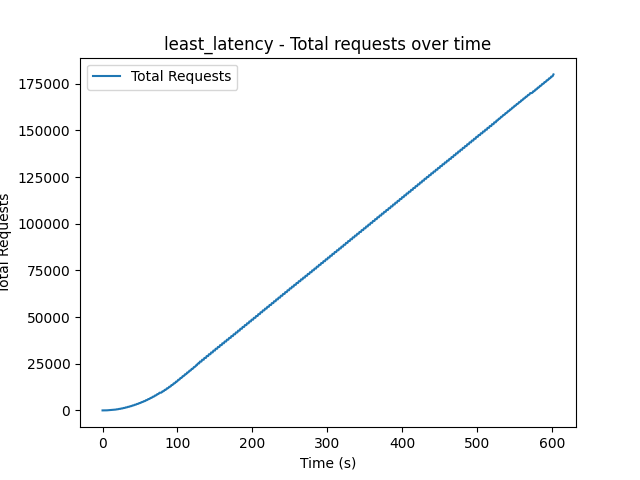 least_latency - Total requests over time
Total Requests
175000
150000
125000
100000
75000
50000
25000
0
Total Requests
0 100 200 300 400 500 600
Time (s)